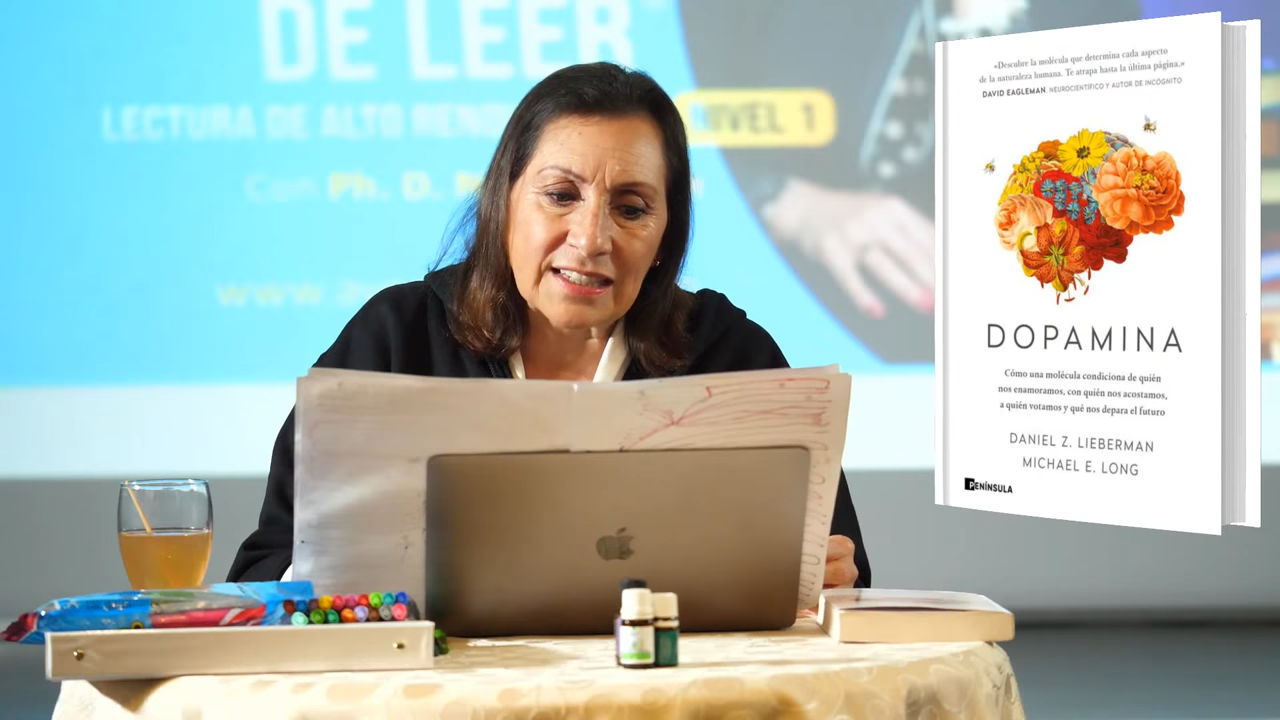 DE LEER
LECTURA DE ALTO
NIVEL 1
Con Ph. D.
www.
«Descubre la molécula que determina cada aspecto
de la naturaleza humana. Te atrapa hasta la última página.»
DAVID EAGLEMAN, NEUROCIENTÍFICO Y AUTOR DE INCÓGNITO
DOPAMINA
Cómo una molécula condiciona de quién
nos enamoramos, con quién nos acostamos,
a quién votamos y qué nos depara el futuro
DANIEL Z. LIEBERMAN
MICHAEL E. LONG
PENÍNSULA